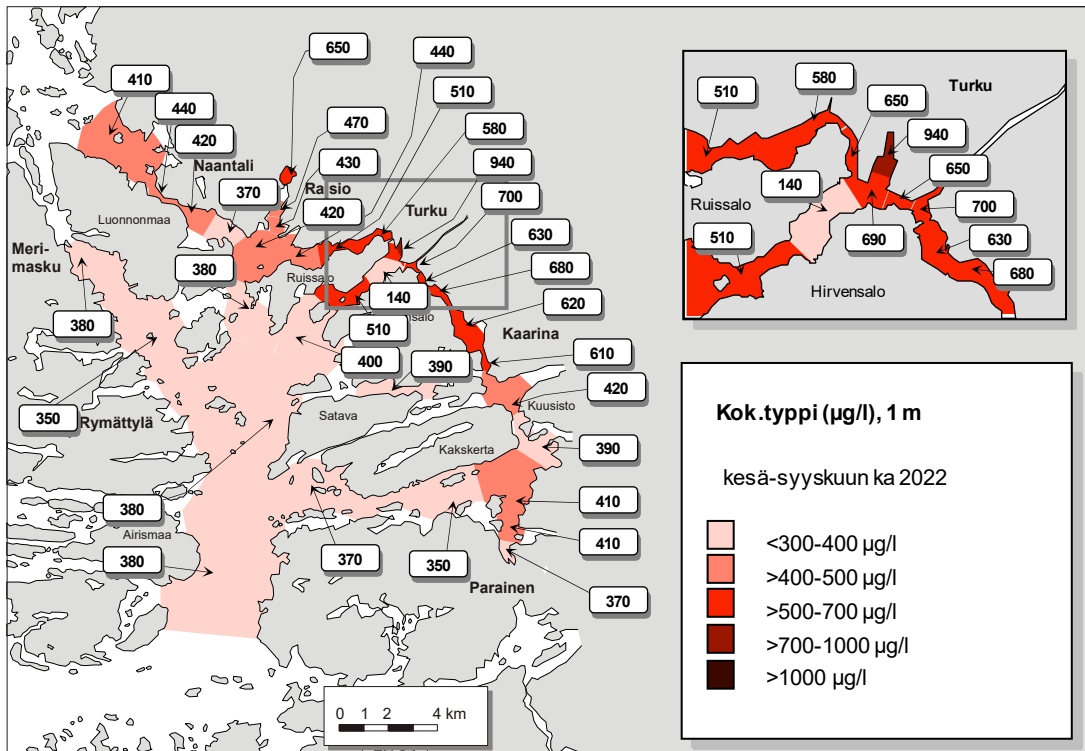 650
440
410
510
440
470
420
580
Naantali
430
940
370
Raisio
700
420
Turku
Luonnonmaa
630
Meri-
masku
380
Ruissalo
680
140
380
620
510
Kaarina
400
610
390
350
Rymättylä
Satava
420
Kuusisto
Kakskerta
390
380
410
Airismaa
380
370
350
410
Parainen
370
0 1 2 4 km
580
Turku
510
650
940
140
650
Ruissalo
700
510
690
630
680
Hirvensalo
Kok.typpi (µg/l), 1 m
kesä-syyskuun ka 2022
<300-400 µg/l
>400-500 µg/l
>500-700 µg/l
>700-1000 µg/l
>1000 µg/l